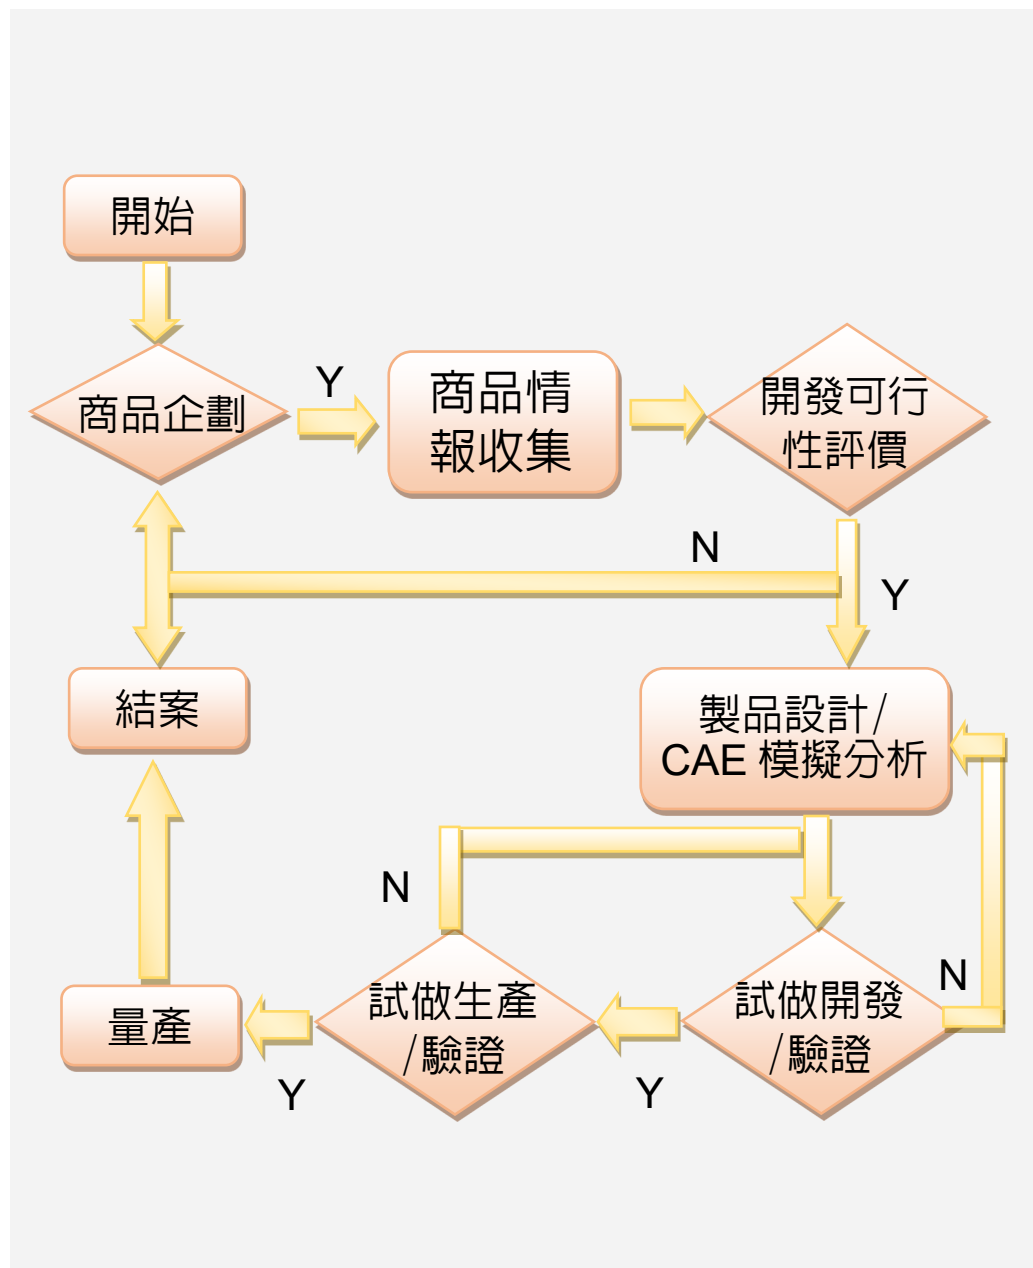 開始
商品企劃
Y
商品情
報收集
開發可行
性評價
N
Y
結案
製品設計/
CAE 模擬分析
N
試做開發
/驗證
N
Y
試做生產
/驗證
Y
量產